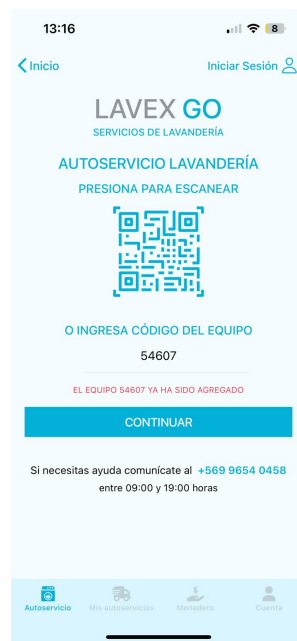 13:16
8
Inicio
Iniciar Sesión
LAVEX GO
SERVICIOS DE LAVANDERÍA
AUTOSERVICIO LAVANDERÍA
PRESIONA PARA ESCANEAR
O INGRESA CÓDIGO DEL EQUIPO
54607
EL EQUIPO 54607 YA HA SIDO AGREGADO
CONTINUAR
Si necesitas ayuda comunícate al +569 9654 0458
entre 09:00 y 19:00 horas
Autoservicio Mis autoservicios Monedero Cuenta